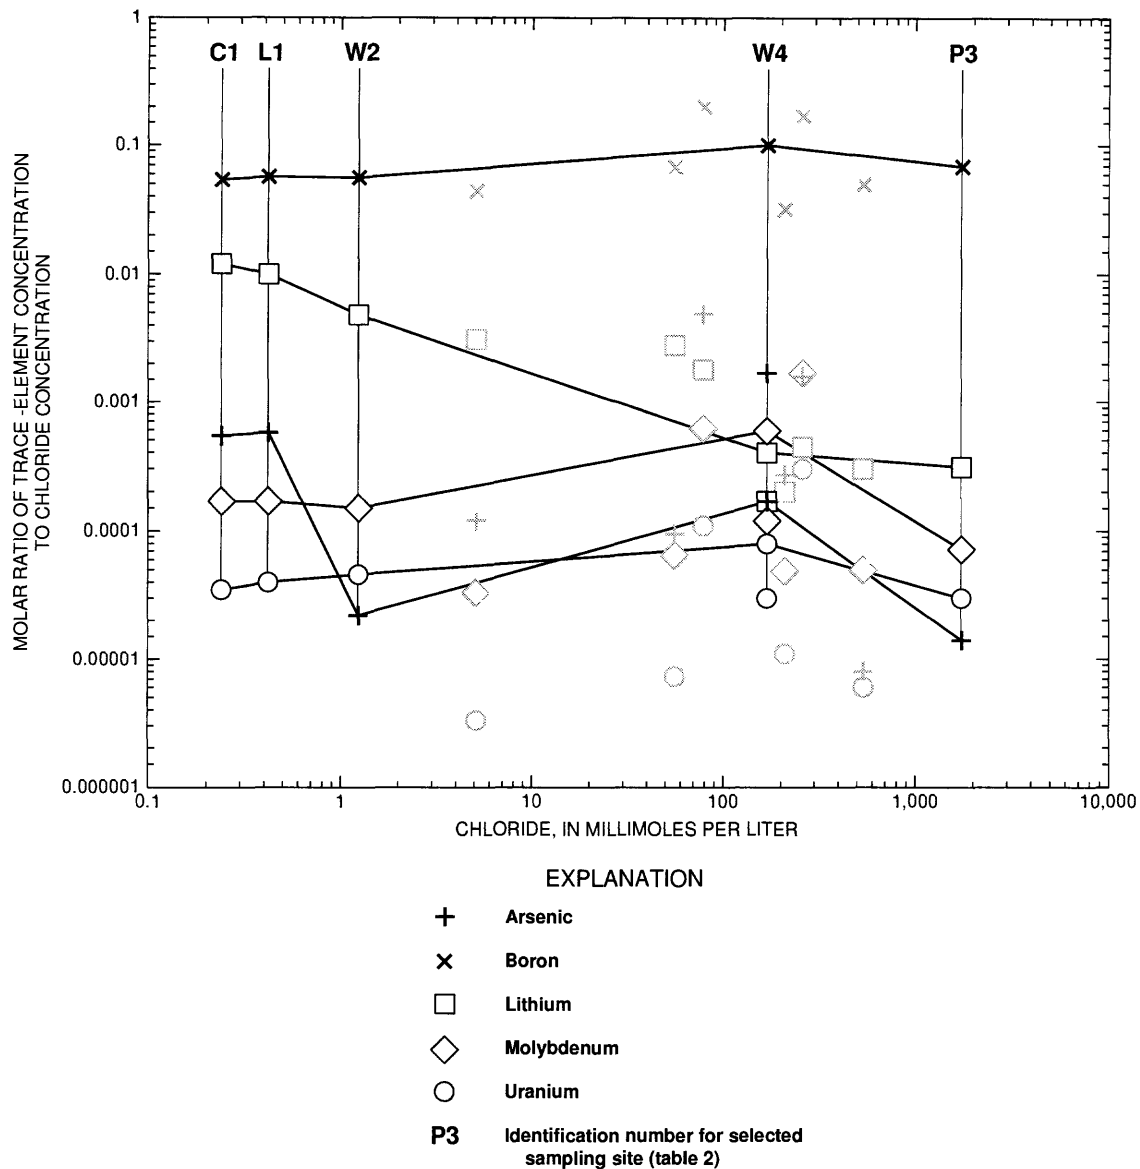 1
C1 L1 W2 W4 P3
0.1
0.01
0.001
0.0001
0.00001
0.000001
MOLAR RATIO OF TRACE -ELEMENT CONCENTRATION
TO CHLORIDE CONCENTRATION
0.1 1 10 100 1,000 10,000
CHLORIDE, IN MILLIMOLES PER LITER
EXPLANATION
Arsenic
Boron
Lithium
Molybdenum
Uranium
P3 Identification number for selected
sampling site (table 2)